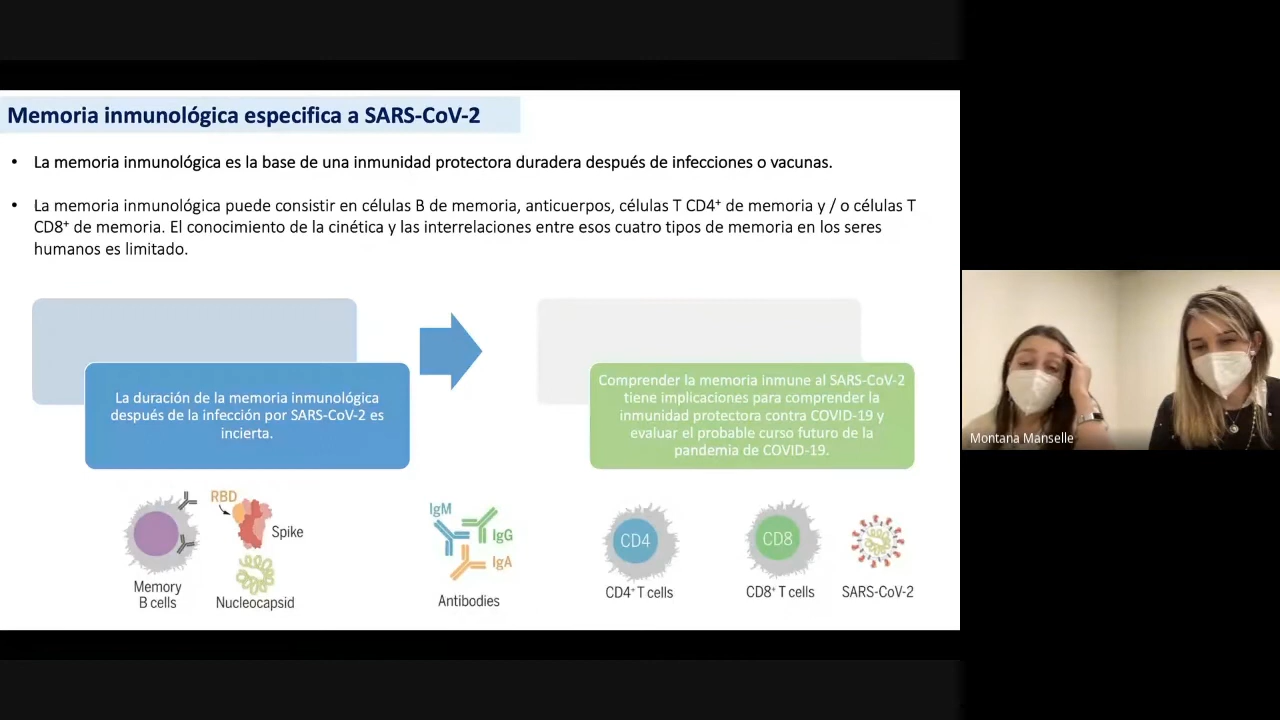 Memoria inmunológica especifica a SARS-CoV-2
• La memoria inmunológica es la base de una inmunidad protectora duradera después de infecciones o vacunas.
• La memoria inmunológica puede consistir en células B de memoria, anticuerpos, células T CD4⁺ de memoria y / o células T
CD8⁺ de memoria. El conocimiento de la cinética y las interrelaciones entre esos cuatro tipos de memoria en los seres
humanos es limitado.
La duración de la memoria inmunológica
después de la infección por SARS-CoV-2 es
incierta.
Comprender la memoria inmune al SARS-CoV-2
tiene implicaciones para comprender la
inmunidad protectora contra COVID-19 y
evaluar el probable curso futuro de la
pandemia de COVID-19.
RBD
Spike
Memory
B cells
Nucleocapsid
IgM
IgG
IgA
Antibodies
CD4
CD4⁺ T cells
CD8
CD8⁺ T cells
SARS-CoV-2
Montana Manselle